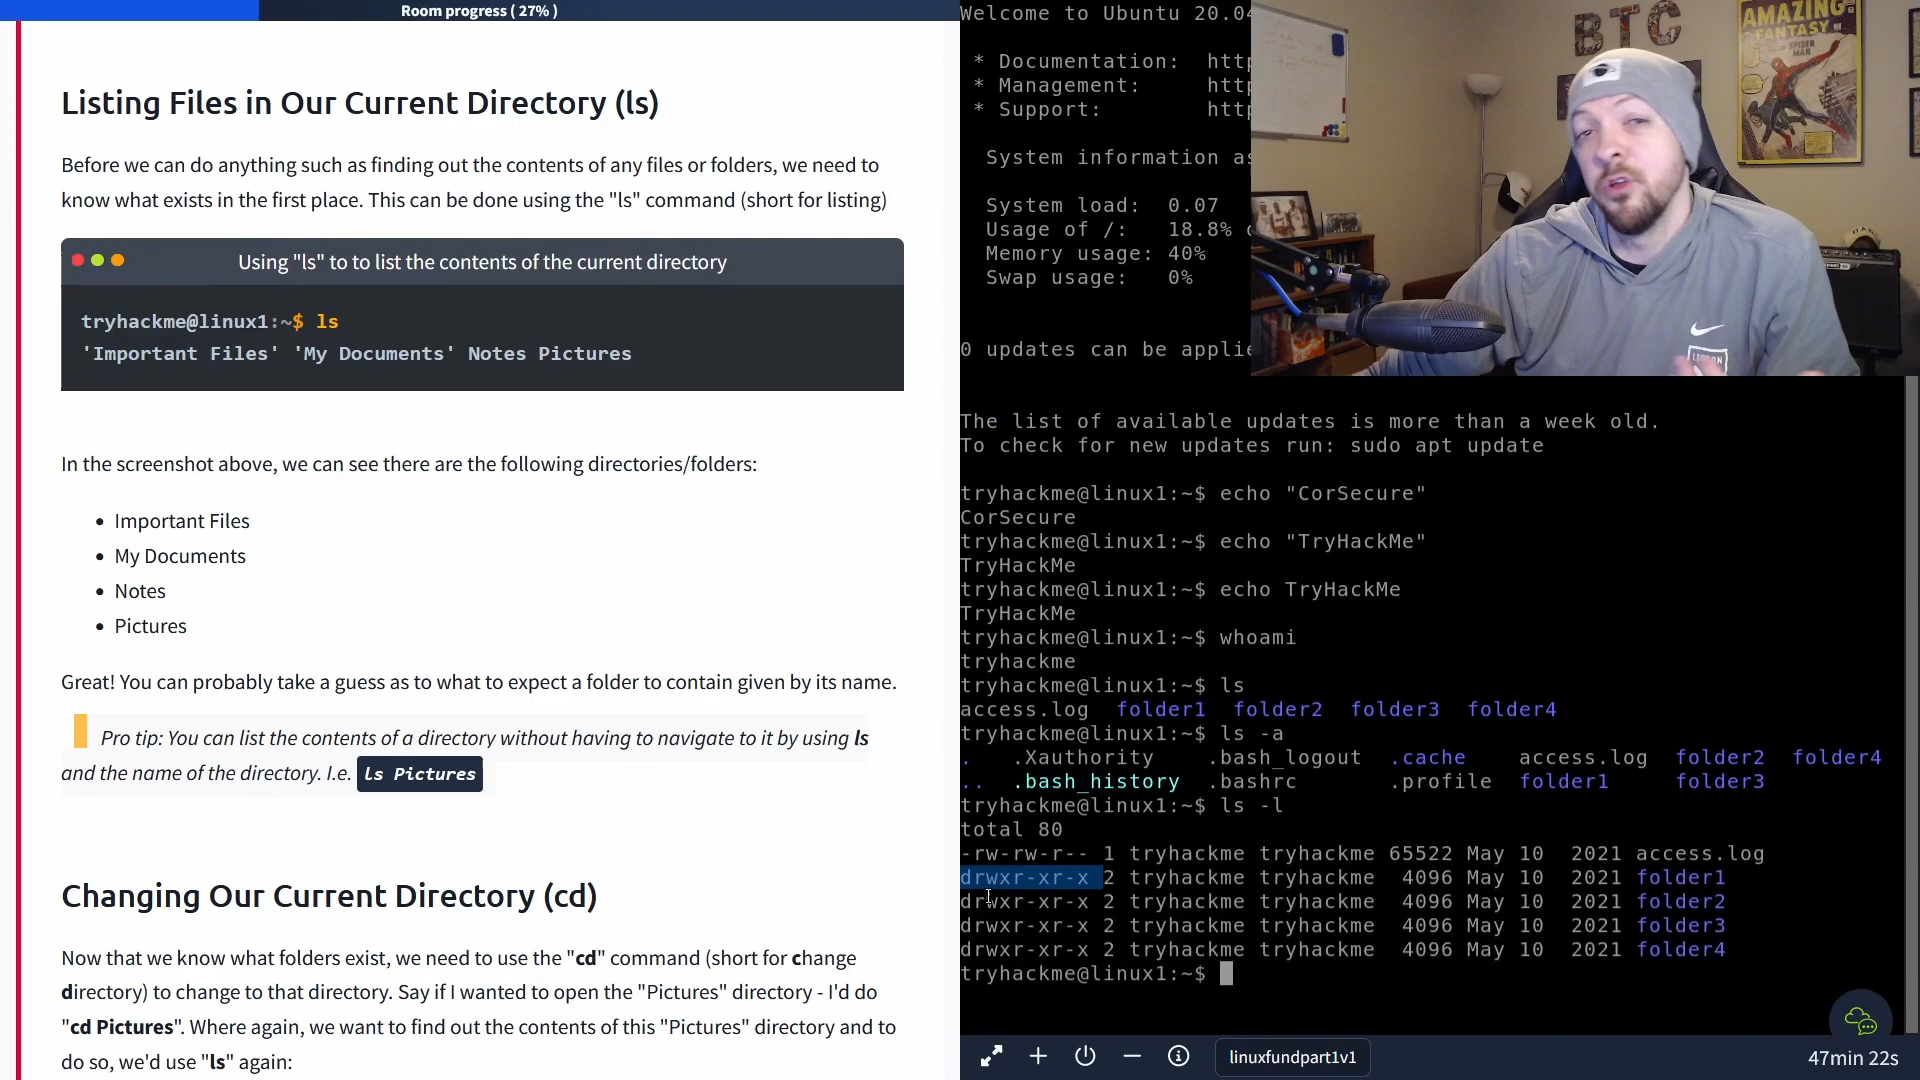 Room progress ( 27% )
Listing Files in Our Current Directory (ls)
Before we can do anything such as finding out the contents of any files or folders, we need to
know what exists in the first place. This can be done using the "ls" command (short for listing)
Using "ls" to to list the contents of the current directory
tryhackme@linux1:~$ ls
'Important Files' 'My Documents' Notes Pictures
In the screenshot above, we can see there are the following directories/folders:
• Important Files
• My Documents
• Notes
• Pictures
Great! You can probably take a guess as to what to expect a folder to contain given by its name.
Pro tip: You can list the contents of a directory without having to navigate to it by using ls
and the name of the directory. I.e. ls Pictures
Changing Our Current Directory (cd)
Now that we know what folders exist, we need to use the "cd" command (short for change
directory) to change to that directory. Say if I wanted to open the "Pictures" directory - I'd do
"cd Pictures". Where again, we want to find out the contents of this "Pictures" directory and to
do so, we'd use "ls" again:
Welcome to Ubuntu 20.04
* Documentation: http
* Management: http
* Support: http
System information as
System load: 0.07
Usage of /: 18.8%
Memory usage: 40%
Swap usage: 0%
0 updates can be applie
The list of available updates is more than a week old.
To check for new updates run: sudo apt update
tryhackme@linux1:~$ echo "CorSecure"
CorSecure
tryhackme@linux1:~$ echo "TryHackMe"
TryHackMe
tryhackme@linux1:~$ echo TryHackMe
TryHackMe
tryhackme@linux1:~$ whoami
tryhackme
tryhackme@linux1:~$ ls
access.log folder1 folder2 folder3 folder4
tryhackme@linux1:~$ ls -a
. .Xauthority .bash_logout .cache access.log folder2 folder4
.. .bash_history .bashrc .profile folder1 folder3
tryhackme@linux1:~$ ls -l
total 80
-rw-rw-r-- 1 tryhackme tryhackme 65522 May 10 2021 access.log
drwxr-xr-x 2 tryhackme tryhackme 4096 May 10 2021 folder1
drwxr-xr-x 2 tryhackme tryhackme 4096 May 10 2021 folder2
drwxr-xr-x 2 tryhackme tryhackme 4096 May 10 2021 folder3
drwxr-xr-x 2 tryhackme tryhackme 4096 May 10 2021 folder4
tryhackme@linux1:~$
linuxfundpart1v1
47min 22s
BTC
AMAZING
FANTASY
SPIDER
MAN